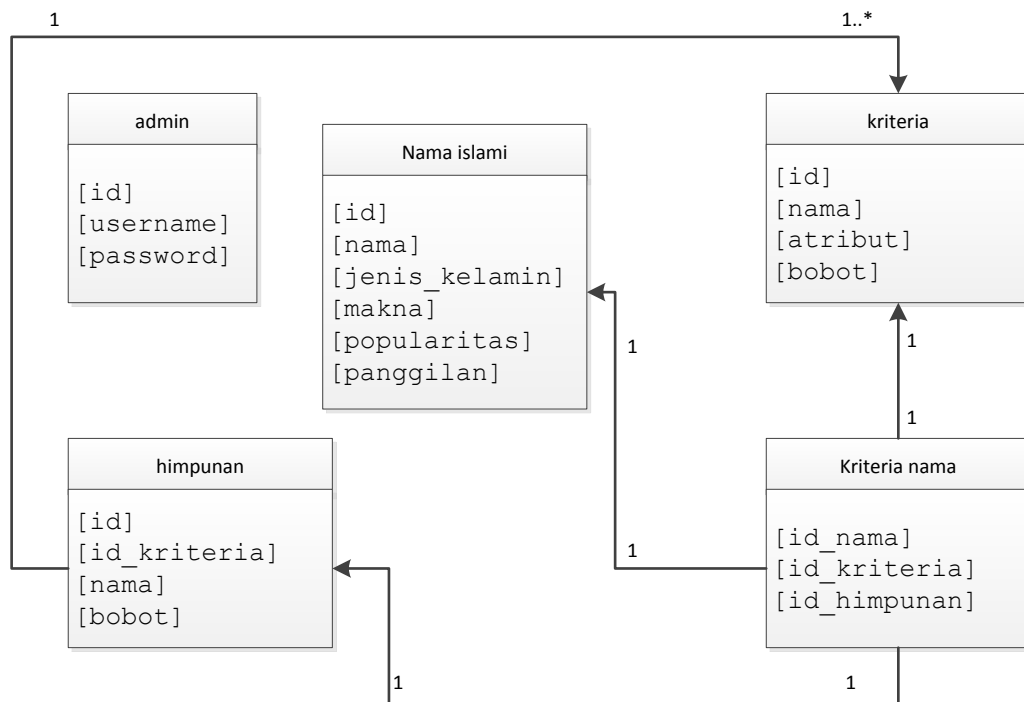 1
1..*
admin
[id]
[username]
[password]
Nama islami
[id]
[nama]
[jenis_kelamin]
[makna]
[popularitas]
[panggilan]
kriteria
[id]
[nama]
[atribut]
[bobot]
1
1
1
1
himpunan
[id]
[id_kriteria]
[nama]
[bobot]
Kriteria nama
[id_nama]
[id_kriteria]
[id_himpunan]
1
1